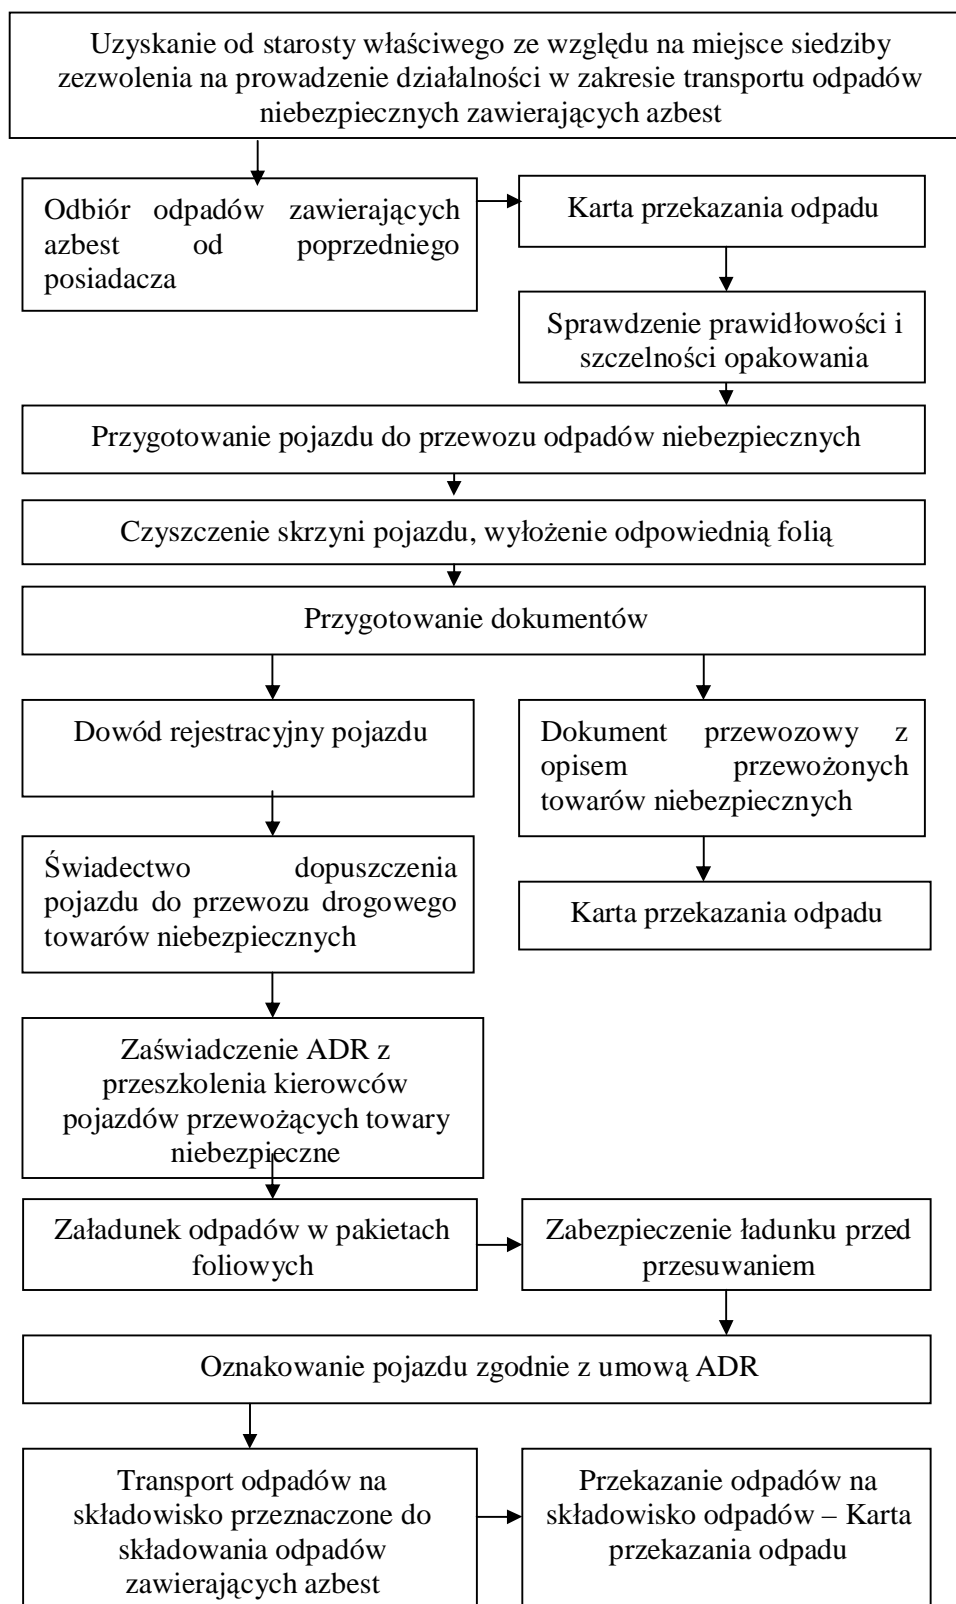 Uzyskanie od starosty właściwego ze względu na miejsce siedziby
zezwolenia na prowadzenie działalności w zakresie transportu odpadów
niebezpiecznych zawierających azbest
Odbiór odpadów zawierających
azbest od poprzedniego
posiadacza
Karta przekazania odpadu
Sprawdzenie prawidłowości i
szczelności opakowania
Przygotowanie pojazdu do przewozu odpadów niebezpiecznych
Czyszczenie skrzyni pojazdu, wyłożenie odpowiednią folią
Przygotowanie dokumentów
Dowód rejestracyjny pojazdu
Świadectwo dopuszczenia
pojazdu do przewozu drogowego
towarów niebezpiecznych
Zaświadczenie ADR z
przeszkolenia kierowców
pojazdów przewożących towary
niebezpieczne
Dokument przewozowy z
opisem przewożonych
towarów niebezpiecznych
Karta przekazania odpadu
Załadunek odpadów w pakietach
foliowych
Zabezpieczenie ładunku przed
przesuwaniem
Oznakowanie pojazdu zgodnie z umową ADR
Transport odpadów na
składowisko przeznaczone do
składowania odpadów
zawierających azbest
Przekazanie odpadów na
składowisko odpadów – Karta
przekazania odpadu